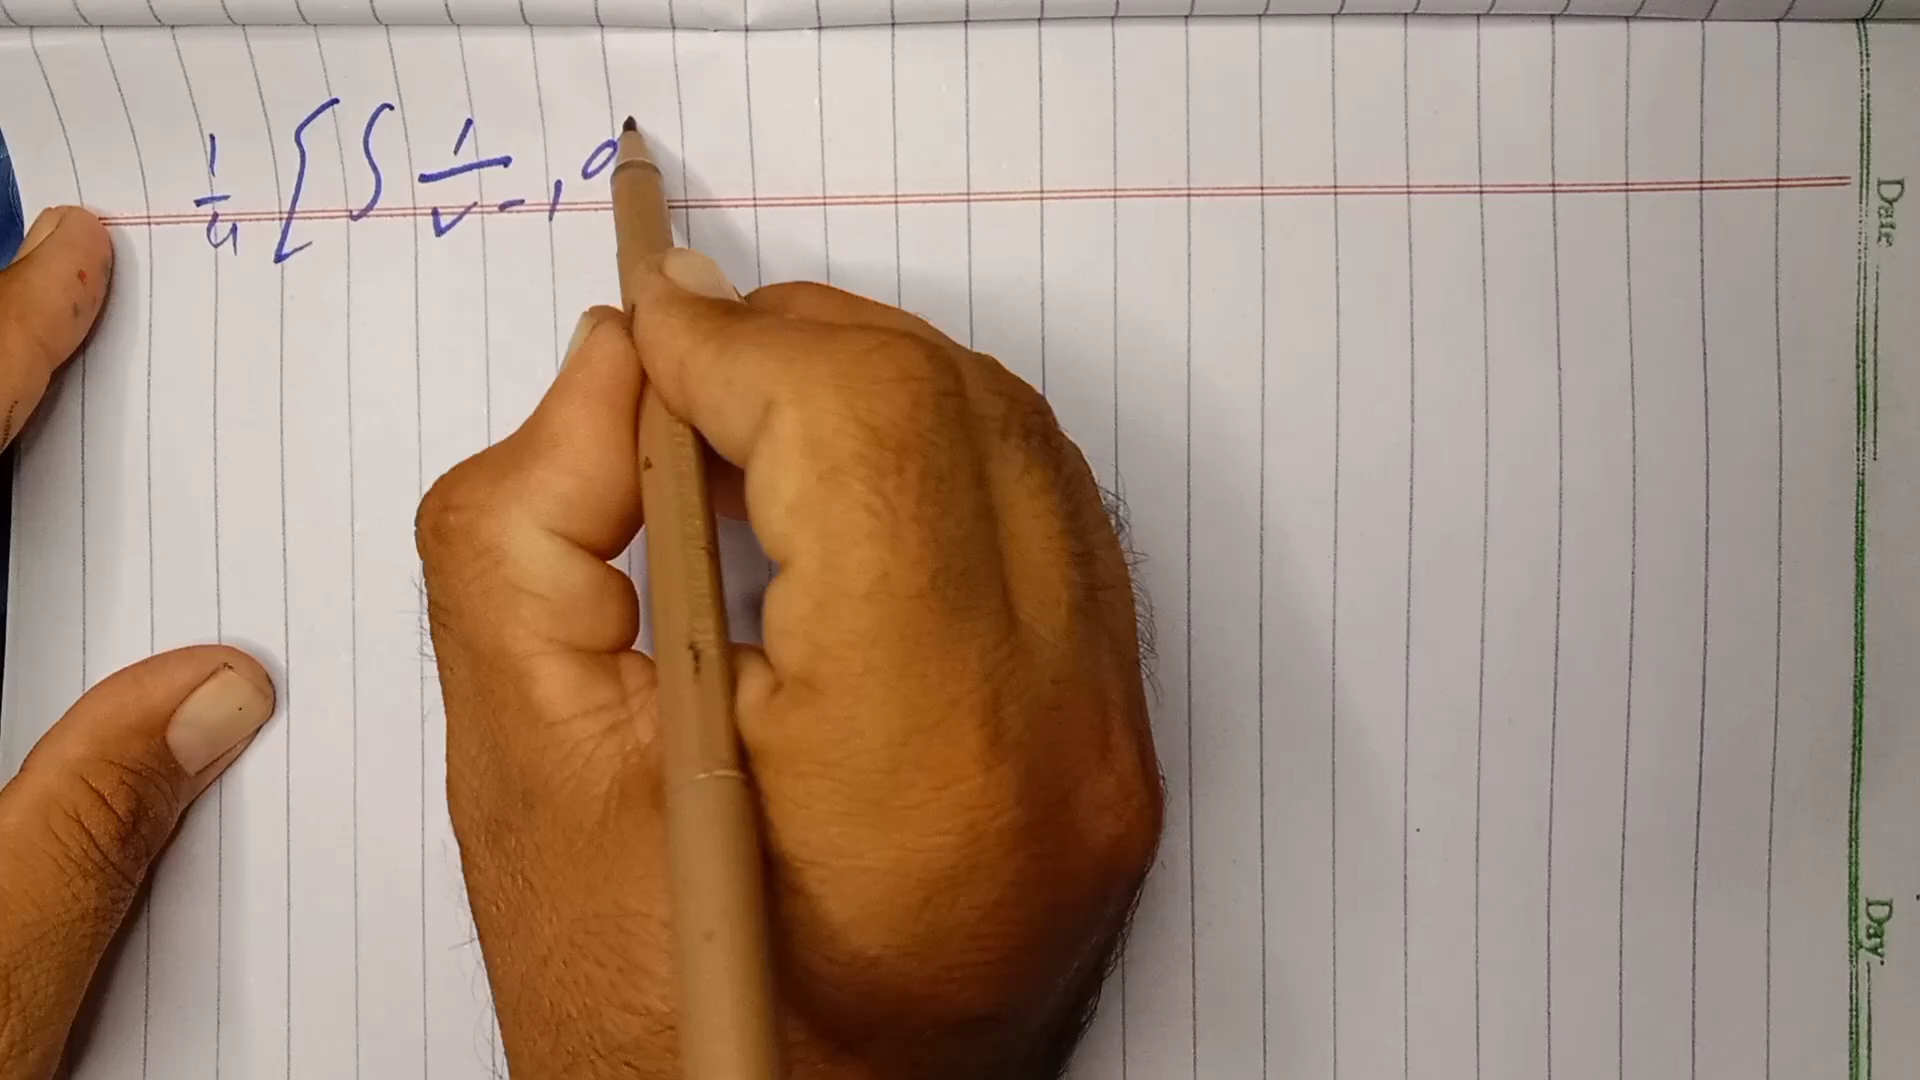 1/4 [ ∫ 1/(v-1)
Date
Day